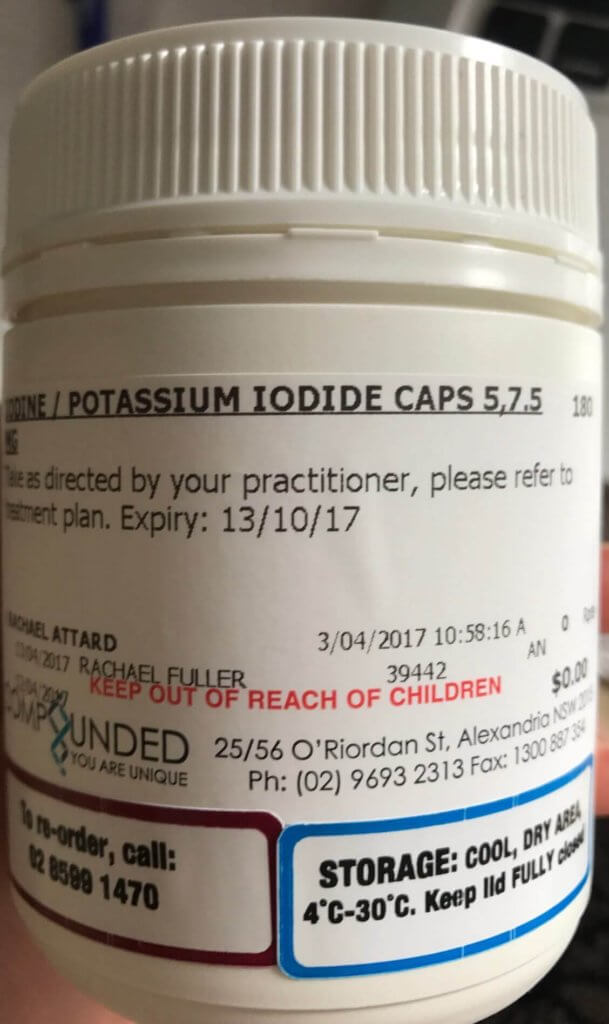 IODINE / POTASSIUM IODIDE CAPS 5,7.5 180
MG
Take as directed by your practitioner, please refer to
treatment plan. Expiry: 13/10/17
RACHAEL ATTARD 3/04/2017 10:58:16 A 0
RACHAEL FULLER 39442 AN $0.00
KEEP OUT OF REACH OF CHILDREN
COMPOUNDED
YOU ARE UNIQUE
25/56 O'Riordan St, Alexandria NSW
Ph: (02) 9693 2313 Fax: 1300 887 364
To re-order, call:
02 8599 1470
STORAGE: COOL, DRY AREA,
4°C-30°C. Keep lid FULLY closed